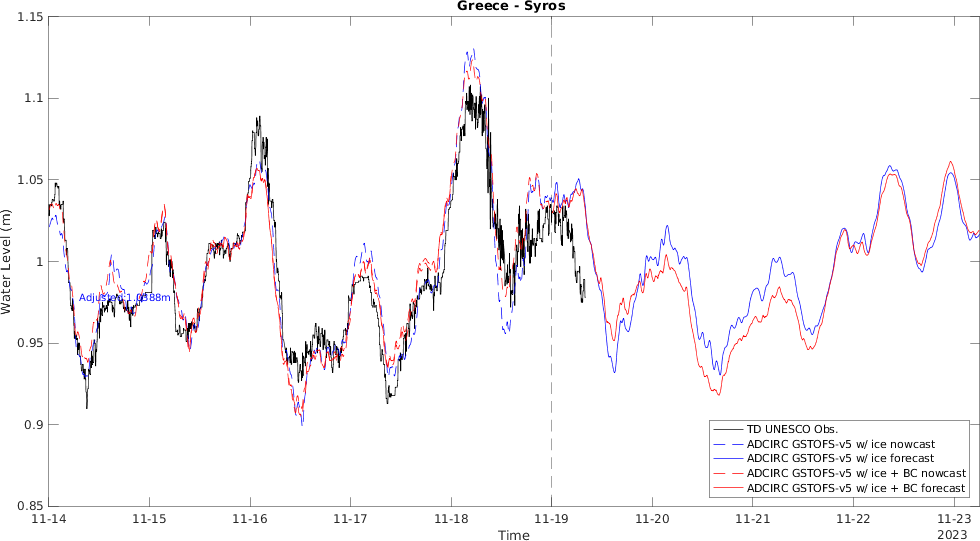 Greece - Syros
1.15
1.1
1.05
1
0.95
0.9
0.85
Water Level (m)
11-14
11-15
11-16
11-17
11-18
11-19
11-20
11-21
11-22
11-23
2023
Time
TD UNESCO Obs.
ADCIRC GSTOFS-v5 w/ ice nowcast
ADCIRC GSTOFS-v5 w/ ice forecast
ADCIRC GSTOFS-v5 w/ ice + BC nowcast
ADCIRC GSTOFS-v5 w/ ice + BC forecast